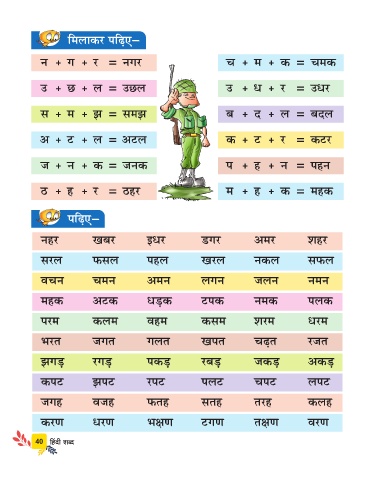 मिलाकर पढ़िए–
न + ग + र = नगर
च + म + क = चमक
उ + छ + ल = उछल
उ + ध + र = उधर
स + म + झ = समझ
ब + द + ल = बदल
अ + ट + ल = अटल
क + ट + र = कटर
ज + न + क = जनक
प + ह + न = पहन
ठ + ह + र = ठहर
म + ह + क = महक
पढ़िए–
नहर खबर इधर डगर अमर शहर
सरल फसल पहल खरल नकल सफल
वचन चमन अमन लगन जलन नमन
महक अटक धड़क टपक नमक पलक
परम कलम वहम कसम शरम धरम
भरत जगत गलत खपत चढ़त रजत
झगड़ रगड़ पकड़ रबड़ जकड़ अकड़
कपट झपट रपट पलट चपट लपट
जगह वजह फतह सतह तरह कलह
करण धरण भक्षण टगण तक्षण वरण
40 हिंदी शब्द